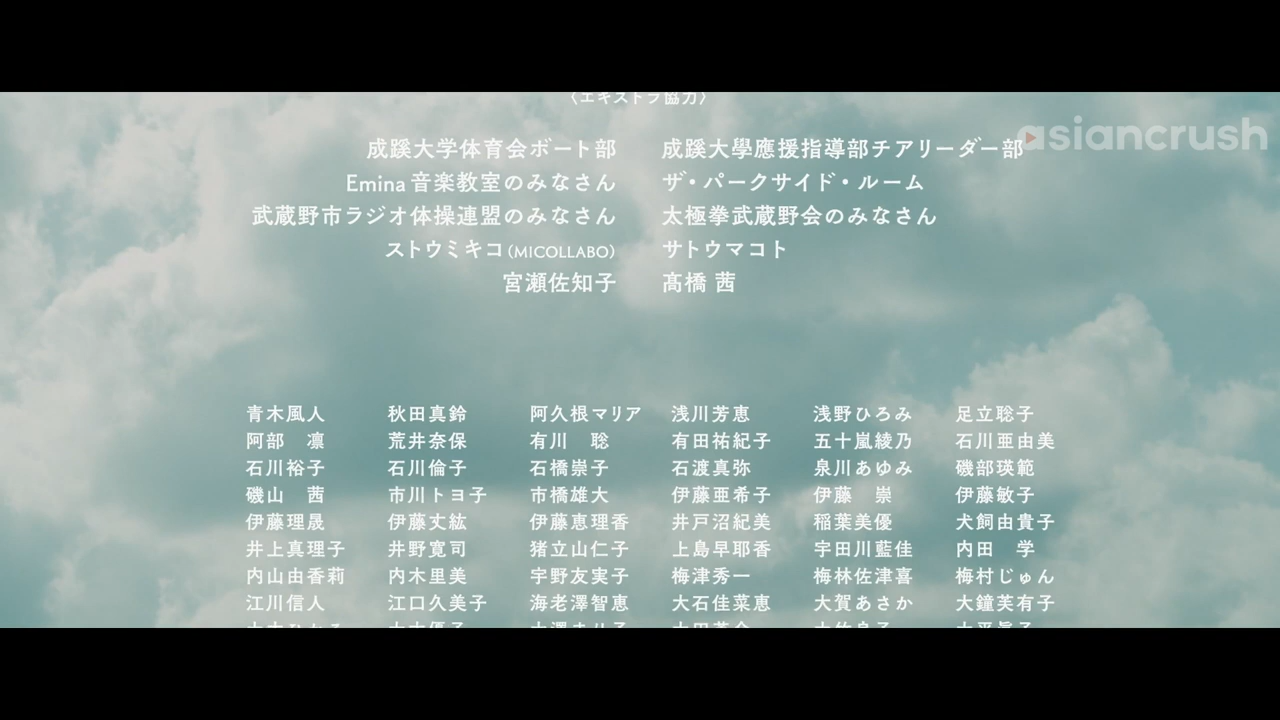 〈エキストラ協力〉
asiancrush
成蹊大学体育会ボート部 成蹊大學應援指導部チアリーダー部
Emina 音楽教室のみなさん ザ・パークサイド・ルーム
武蔵野市ラジオ体操連盟のみなさん 太極拳武蔵野会のみなさん
ストウミキコ(MICOLLABO) サトウマコト
宮瀬佐知子 髙橋 茜
青木風人 秋田真鈴 阿久根マリア 浅川芳恵 浅野ひろみ 足立聡子
阿部 凛 荒井奈保 有川 聡 有田祐紀子 五十嵐綾乃 石川亜由美
石川裕子 石川倫子 石橋崇子 石渡真弥 泉川あゆみ 磯部瑛範
磯山 茜 市川トヨ子 市橋雄大 伊藤亜希子 伊藤 崇 伊藤敏子
伊藤理晟 伊藤丈紘 伊藤恵理香 井戸沼紀美 稲葉美優 犬飼由貴子
井上真理子 井野寛司 猪立山仁子 上島早耶香 宇田川藍佳 内田 学
内山由香莉 内木里美 宇野友実子 梅津秀一 梅林佐津喜 梅村じゅん
江川信人 江口久美子 海老澤智恵 大石佳菜恵 大賀あさか 大鐘芙有子